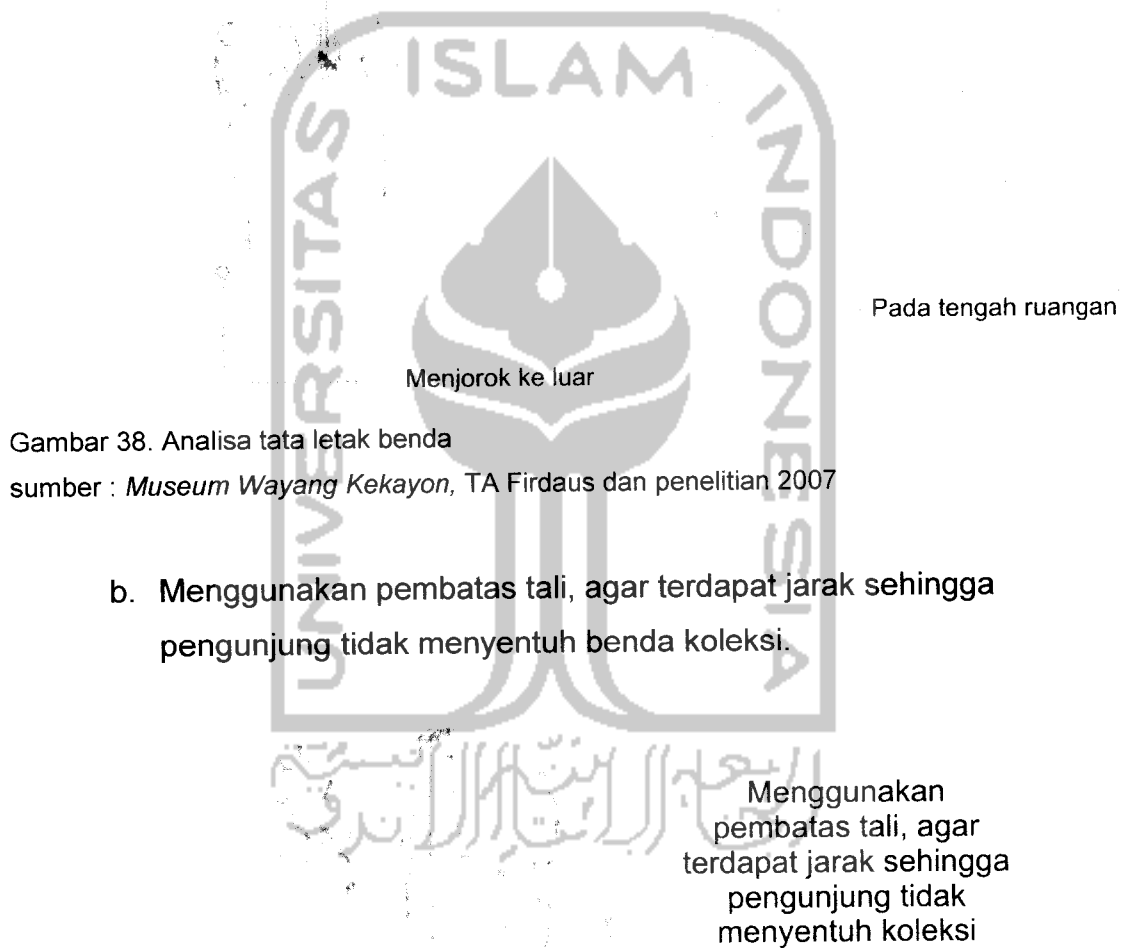 ISLAM
UNIVERSITAS
INDONESIA
Pada tengah ruangan
Menjorok ke luar
Gambar 38. Analisa tata letak benda
sumber : Museum Wayang Kekayon, TA Firdaus dan penelitian 2007
b. Menggunakan pembatas tali, agar terdapat jarak sehingga
pengunjung tidak menyentuh benda koleksi.
Menggunakan
pembatas tali, agar
terdapat jarak sehingga
pengunjung tidak
menyentuh koleksi